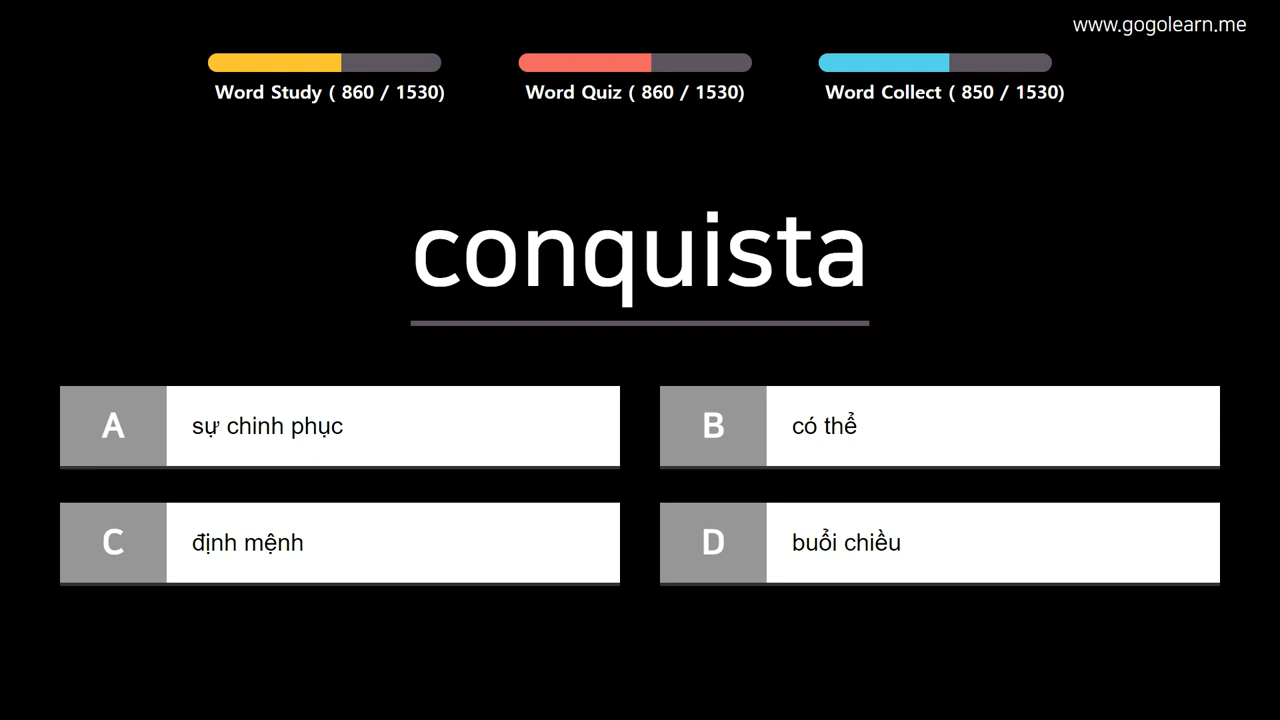 www.gogolearn.me
Word Study ( 860 / 1530)
Word Quiz ( 860 / 1530)
Word Collect ( 850 / 1530)
conquista
A
sự chinh phục
B
có thể
C
định mệnh
D
buổi chiều